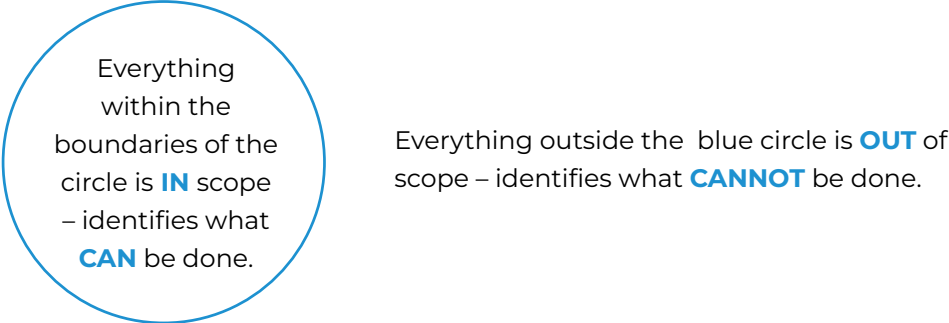 Everything
within the
boundaries of the
circle is IN scope
– identifies what
CAN be done.
Everything outside the  blue circle is OUT of
scope – identifies what CANNOT be done.